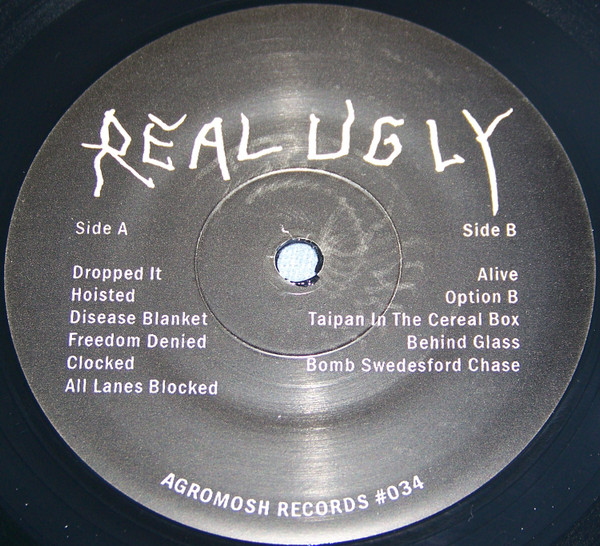 REAL UGLY
Side A
Dropped It
Hoisted
Disease Blanket
Freedom Denied
Clocked
All Lanes Blocked
Side B
Alive
Option B
Taipan In The Cereal Box
Behind Glass
Bomb Swedesford Chase
AGROMOSH RECORDS #034